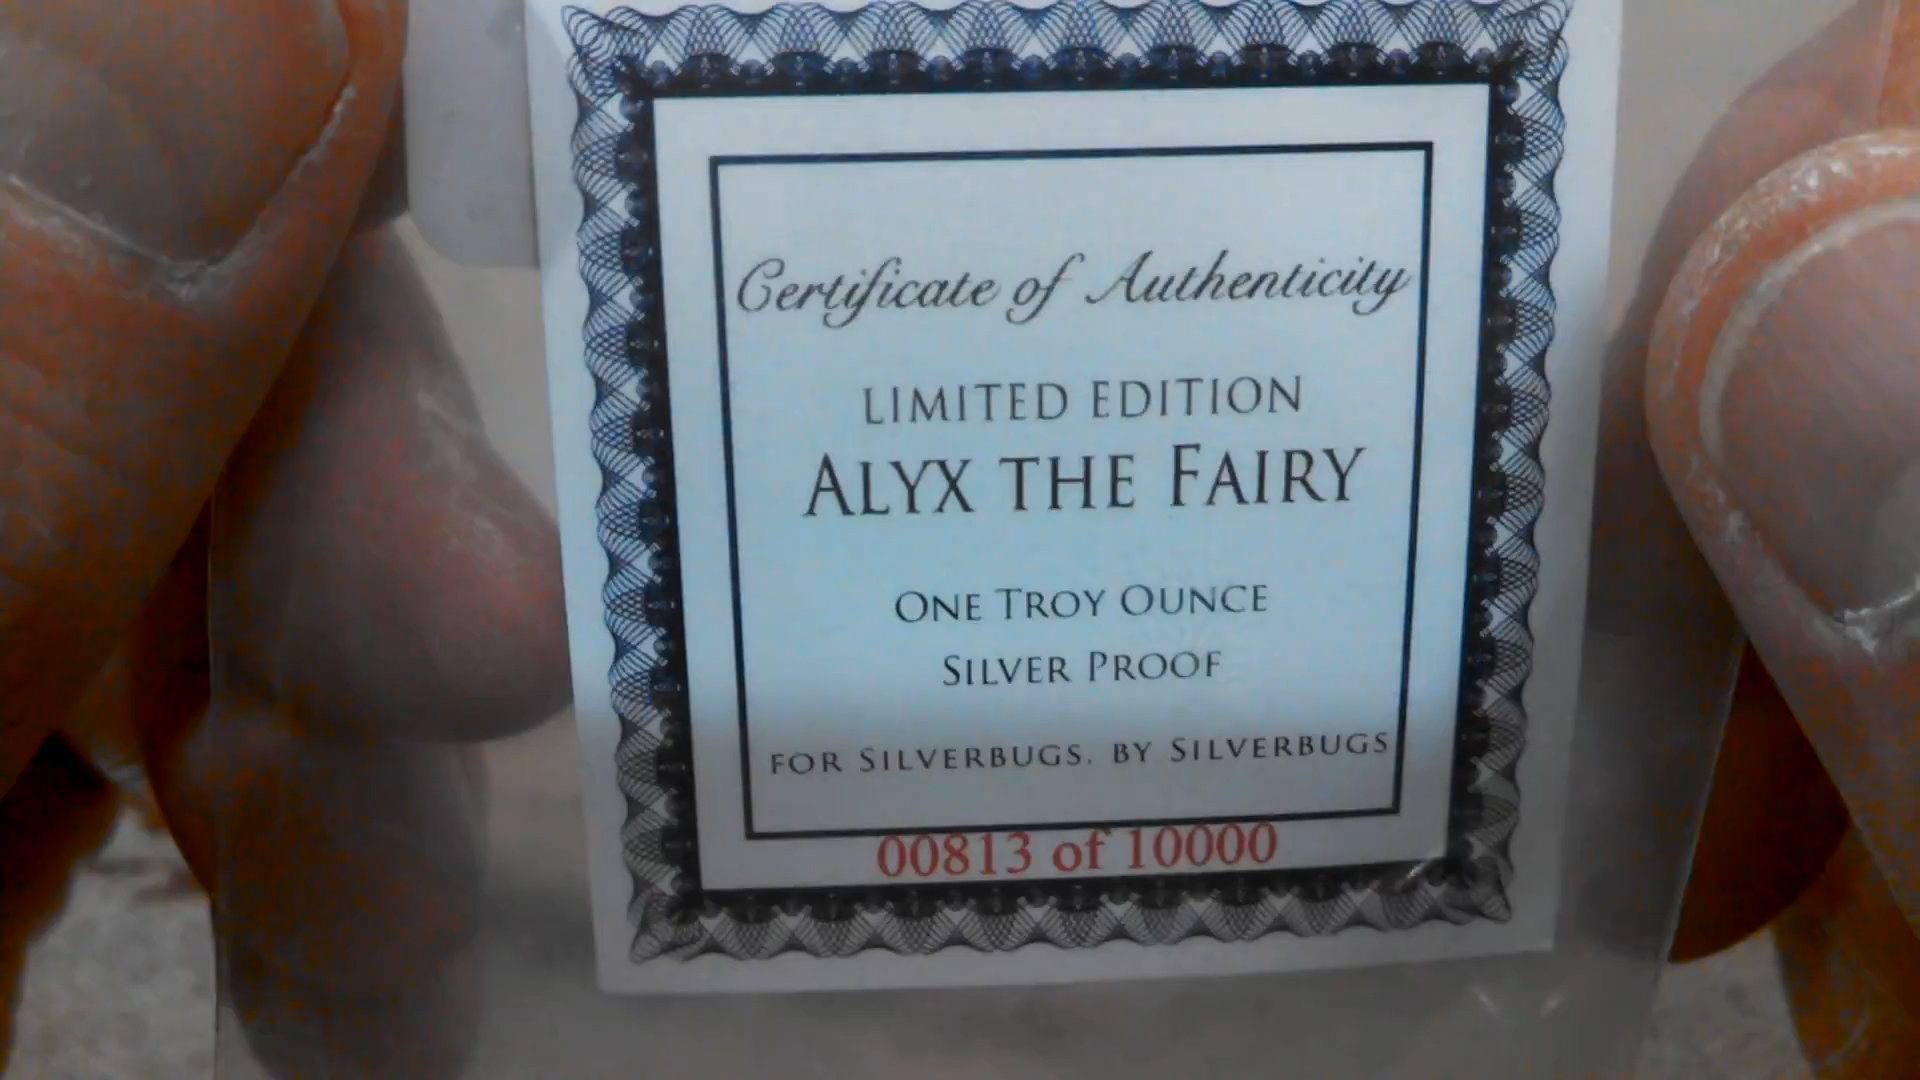 Certificate of Authenticity
LIMITED EDITION
ALYX THE FAIRY
ONE TROY OUNCE
SILVER PROOF
FOR SILVERBUGS, BY SILVERBUGS
00813 of 10000